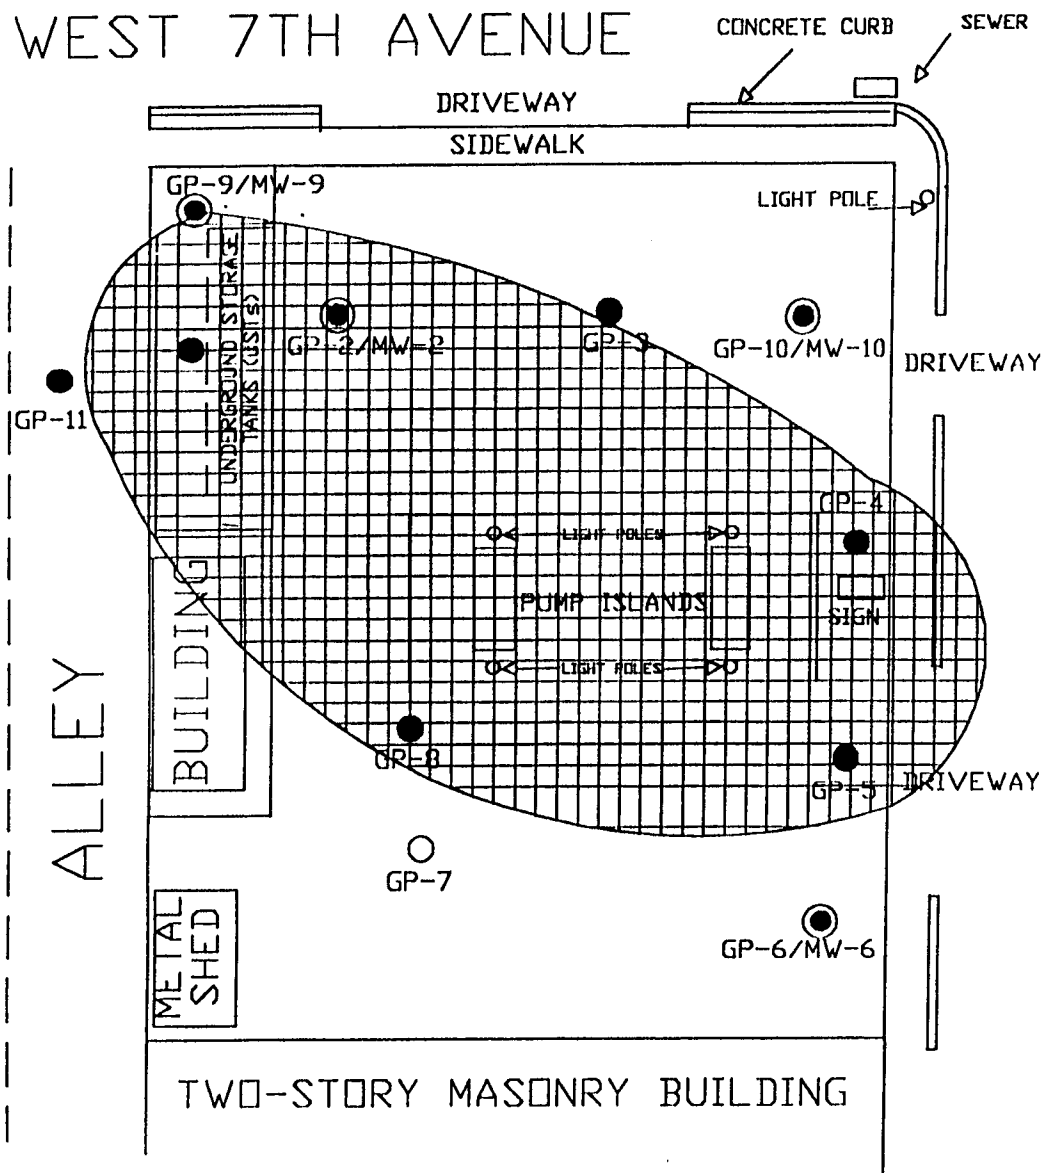 WEST 7TH AVENUE
CONCRETE CURB
SEWER
DRIVEWAY
SIDEWALK
GP-9/MW-9
LIGHT POLE
UNDERGROUND STORAGE
TANKS (USTs)
GP-2/MW-2
GP-3
GP-10/MW-10
DRIVEWAY
GP-11
GP-4
LIGHT POLES
PUMP ISLANDS
SIGN
LIGHT POLES
BUILDING
ALLEY
GP-8
GP-5
DRIVEWAY
GP-7
METAL
SHED
GP-6/MW-6
TWO-STORY MASONRY BUILDING